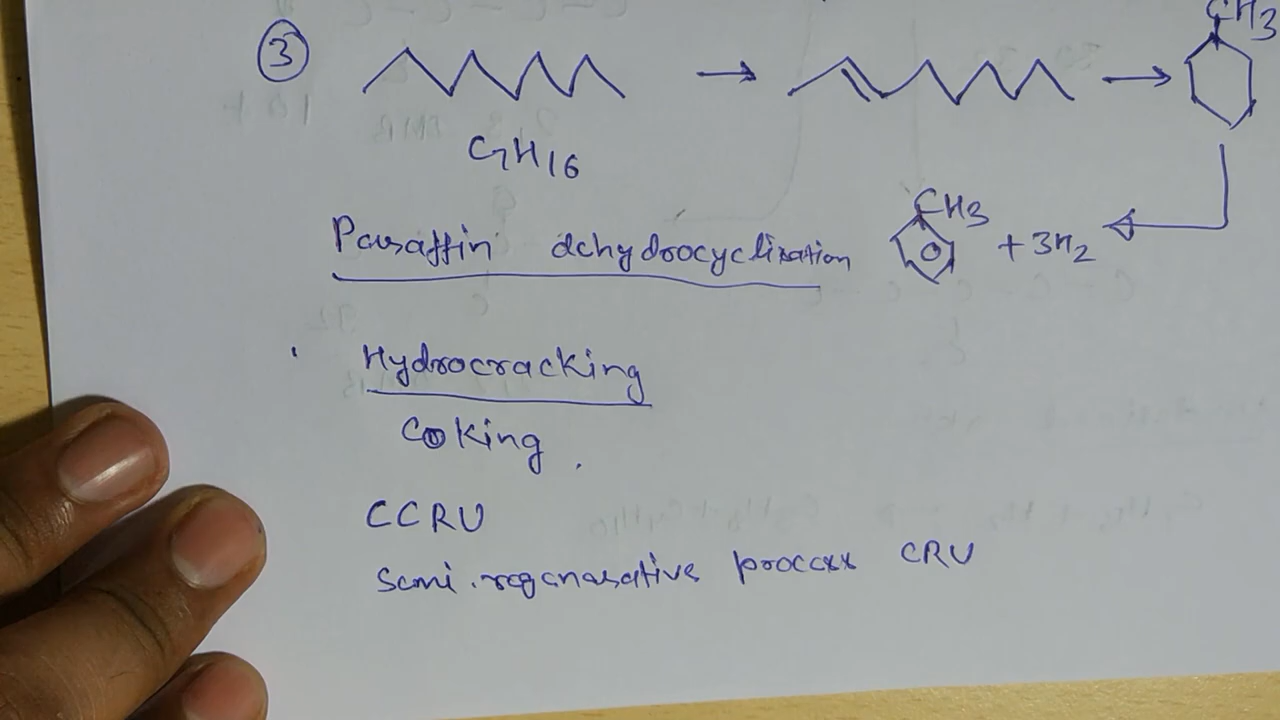 CH3
3
C7H16
CH3
+ 3H2
Paraffin dehydrocyclization
Hydrocracking
Coking
CCRU
Semi.regenarative process CRU